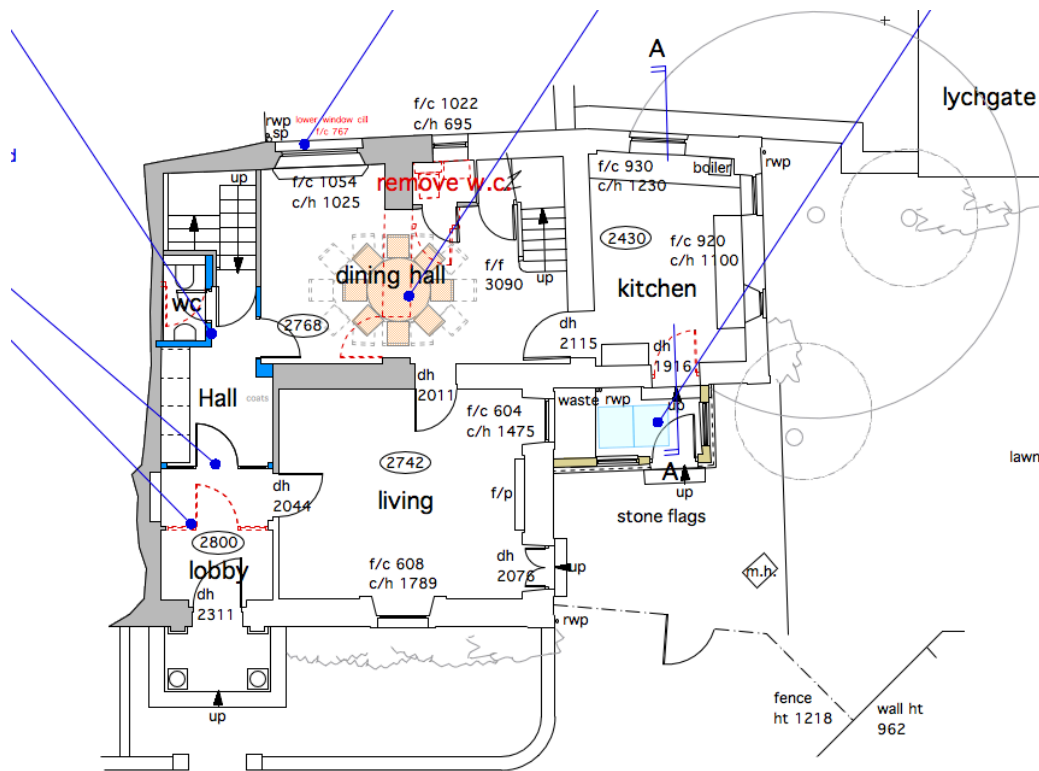 A
lychgate
f/c 1022
c/h 695
rwp
lower window cill
sp
f/c 767
d
up
f/c 1054
c/h 1025
remove w.c
f/c 930
c/h 1230
boiler
rwp
2430
f/c 920
c/h 1100
dining hall
f/f
3090
up
kitchen
wc
2768
dh
2115
dh
1916
Hall
coats
dh
2011
f/c 604
c/h 1475
waste
rwp
up
2742
A
lawn
dh
2044
living
f/p
up
stone flags
2800
lobby
f/c 608
c/h 1789
dh
2076
up
m.h.
dh
2311
rwp
up
fence
ht 1218
wall ht
962